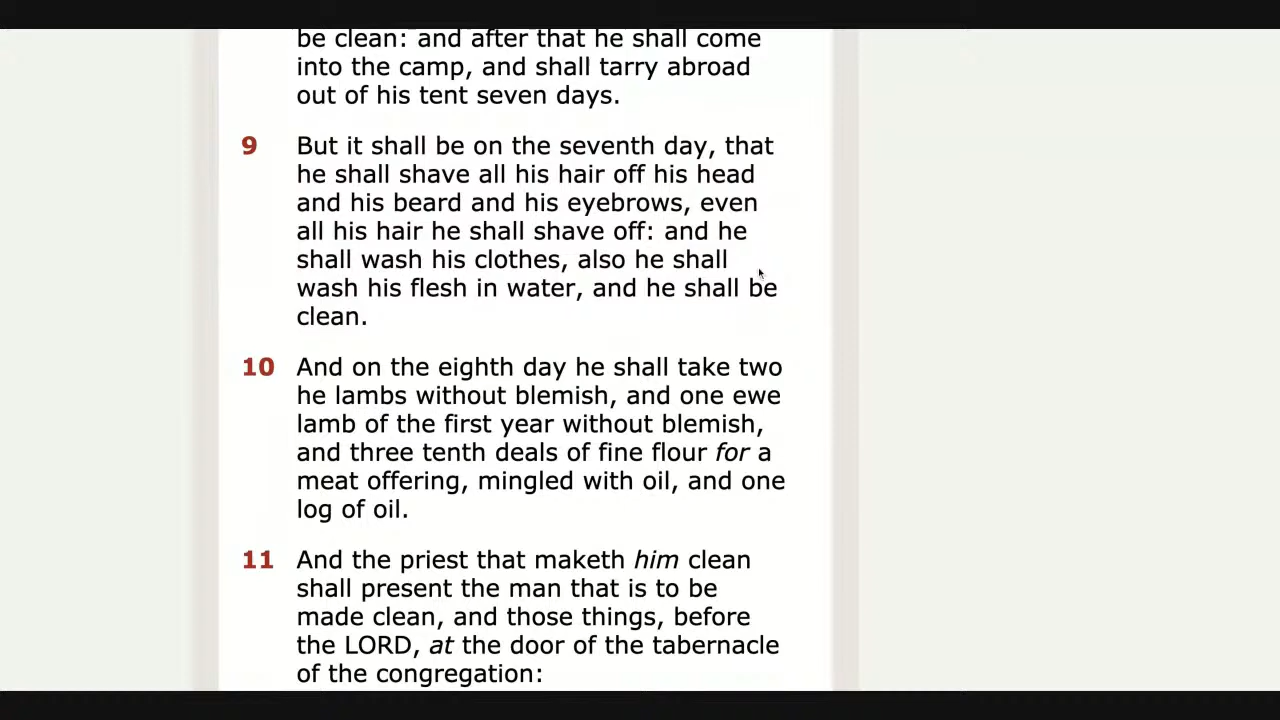 be clean: and after that he shall come
into the camp, and shall tarry abroad
out of his tent seven days.
9 But it shall be on the seventh day, that
he shall shave all his hair off his head
and his beard and his eyebrows, even
all his hair he shall shave off: and he
shall wash his clothes, also he shall
wash his flesh in water, and he shall be
clean.
10 And on the eighth day he shall take two
he lambs without blemish, and one ewe
lamb of the first year without blemish,
and three tenth deals of fine flour for a
meat offering, mingled with oil, and one
log of oil.
11 And the priest that maketh him clean
shall present the man that is to be
made clean, and those things, before
the LORD, at the door of the tabernacle
of the congregation: